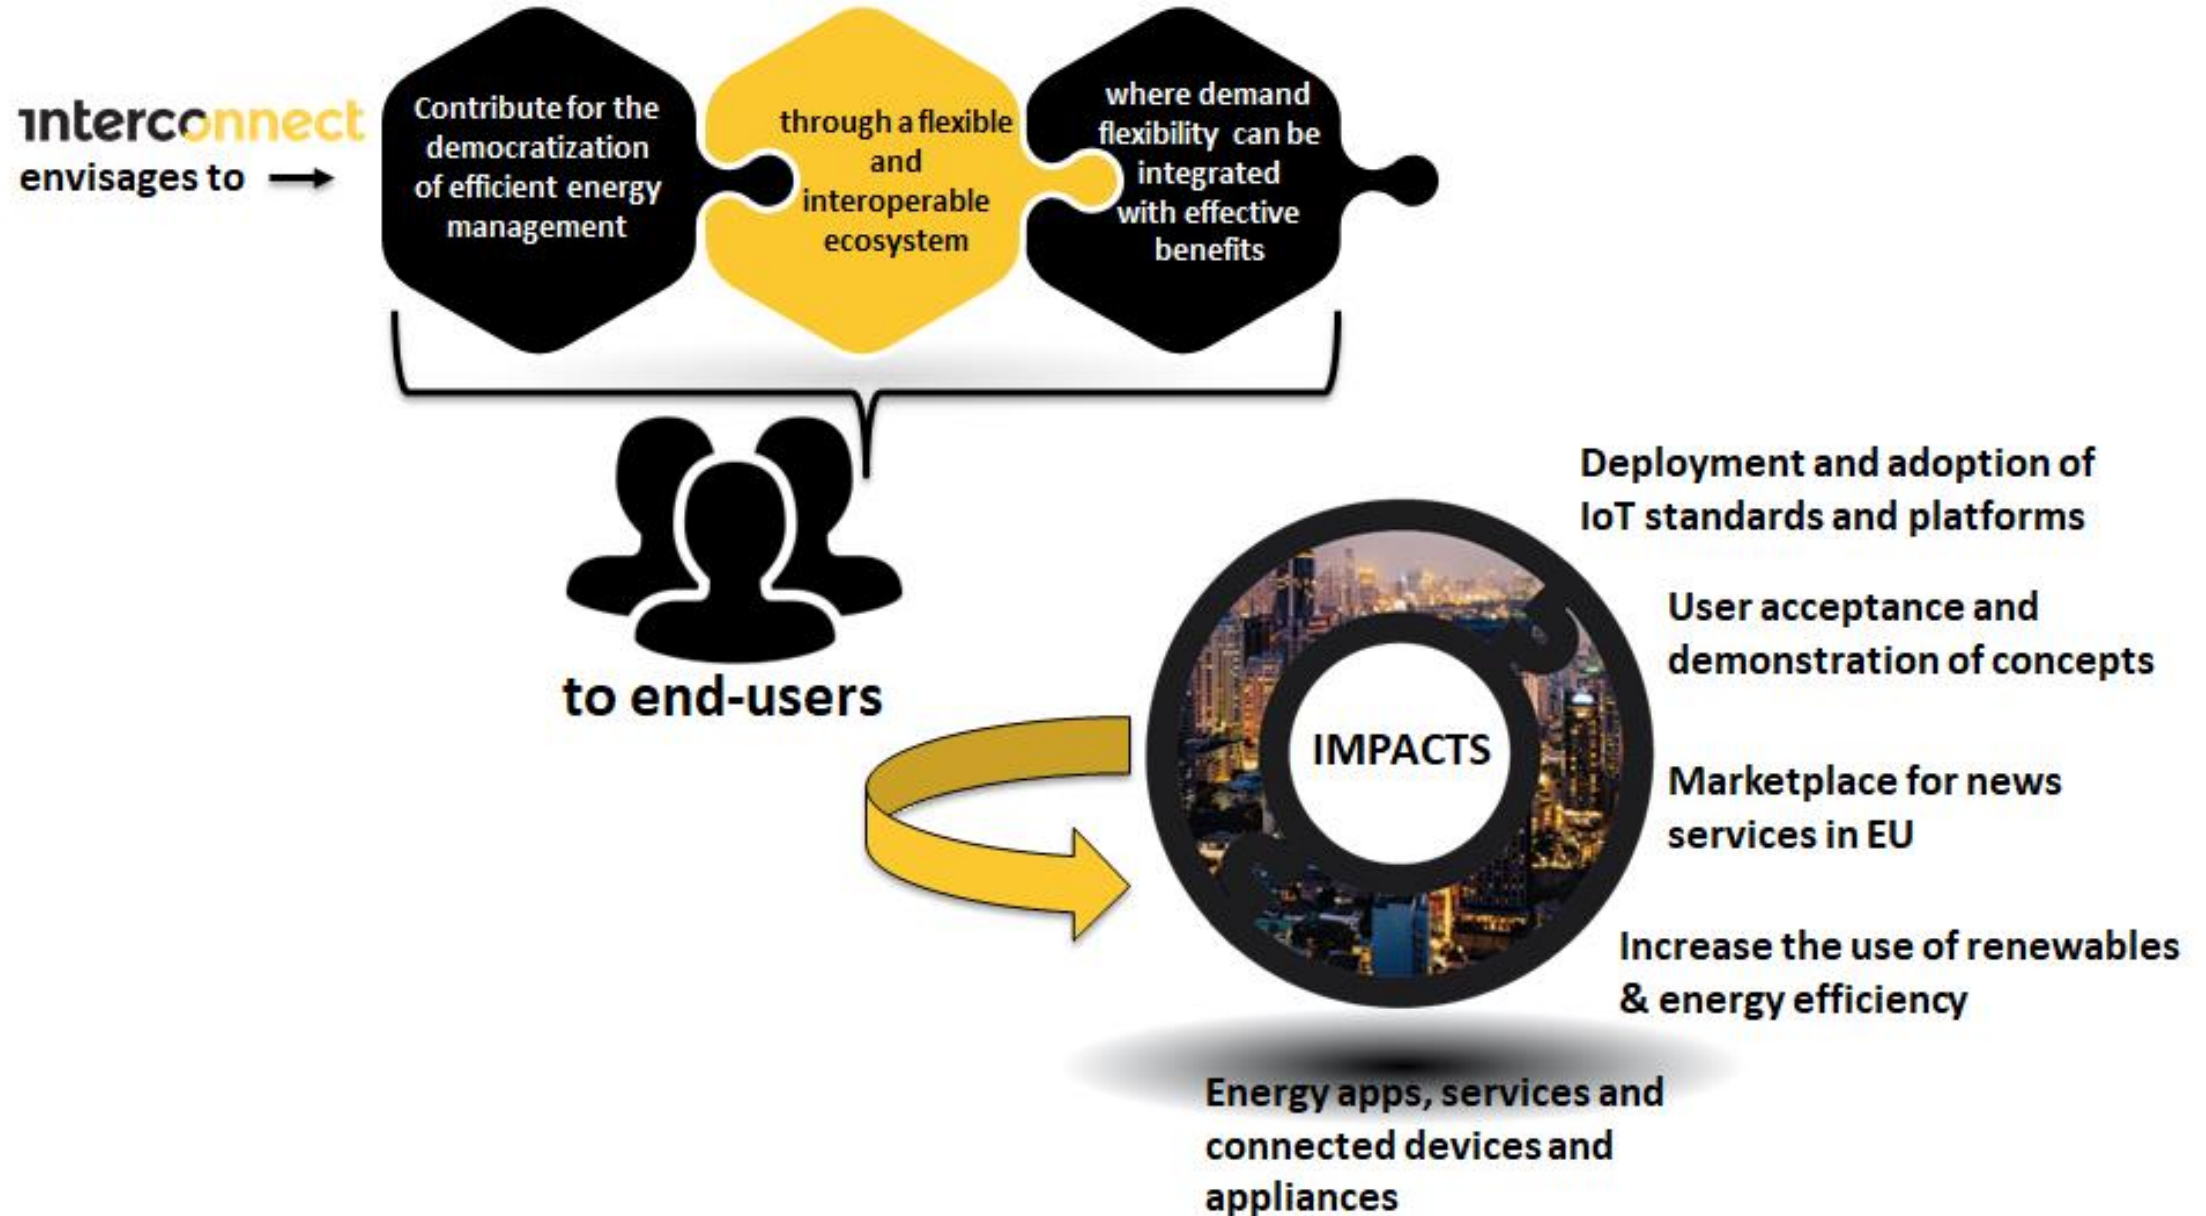 interconnect
envisages to
Contribute for the
democratization
of efficient energy
management
through a flexible
and
interoperable
ecosystem
where demand
flexibility can be
integrated
with effective
benefits
to end-users
IMPACTS
Deployment and adoption of
IoT standards and platforms
User acceptance and
demonstration of concepts
Marketplace for news
services in EU
Increase the use of renewables
& energy efficiency
Energy apps, services and
connected devices and
appliances